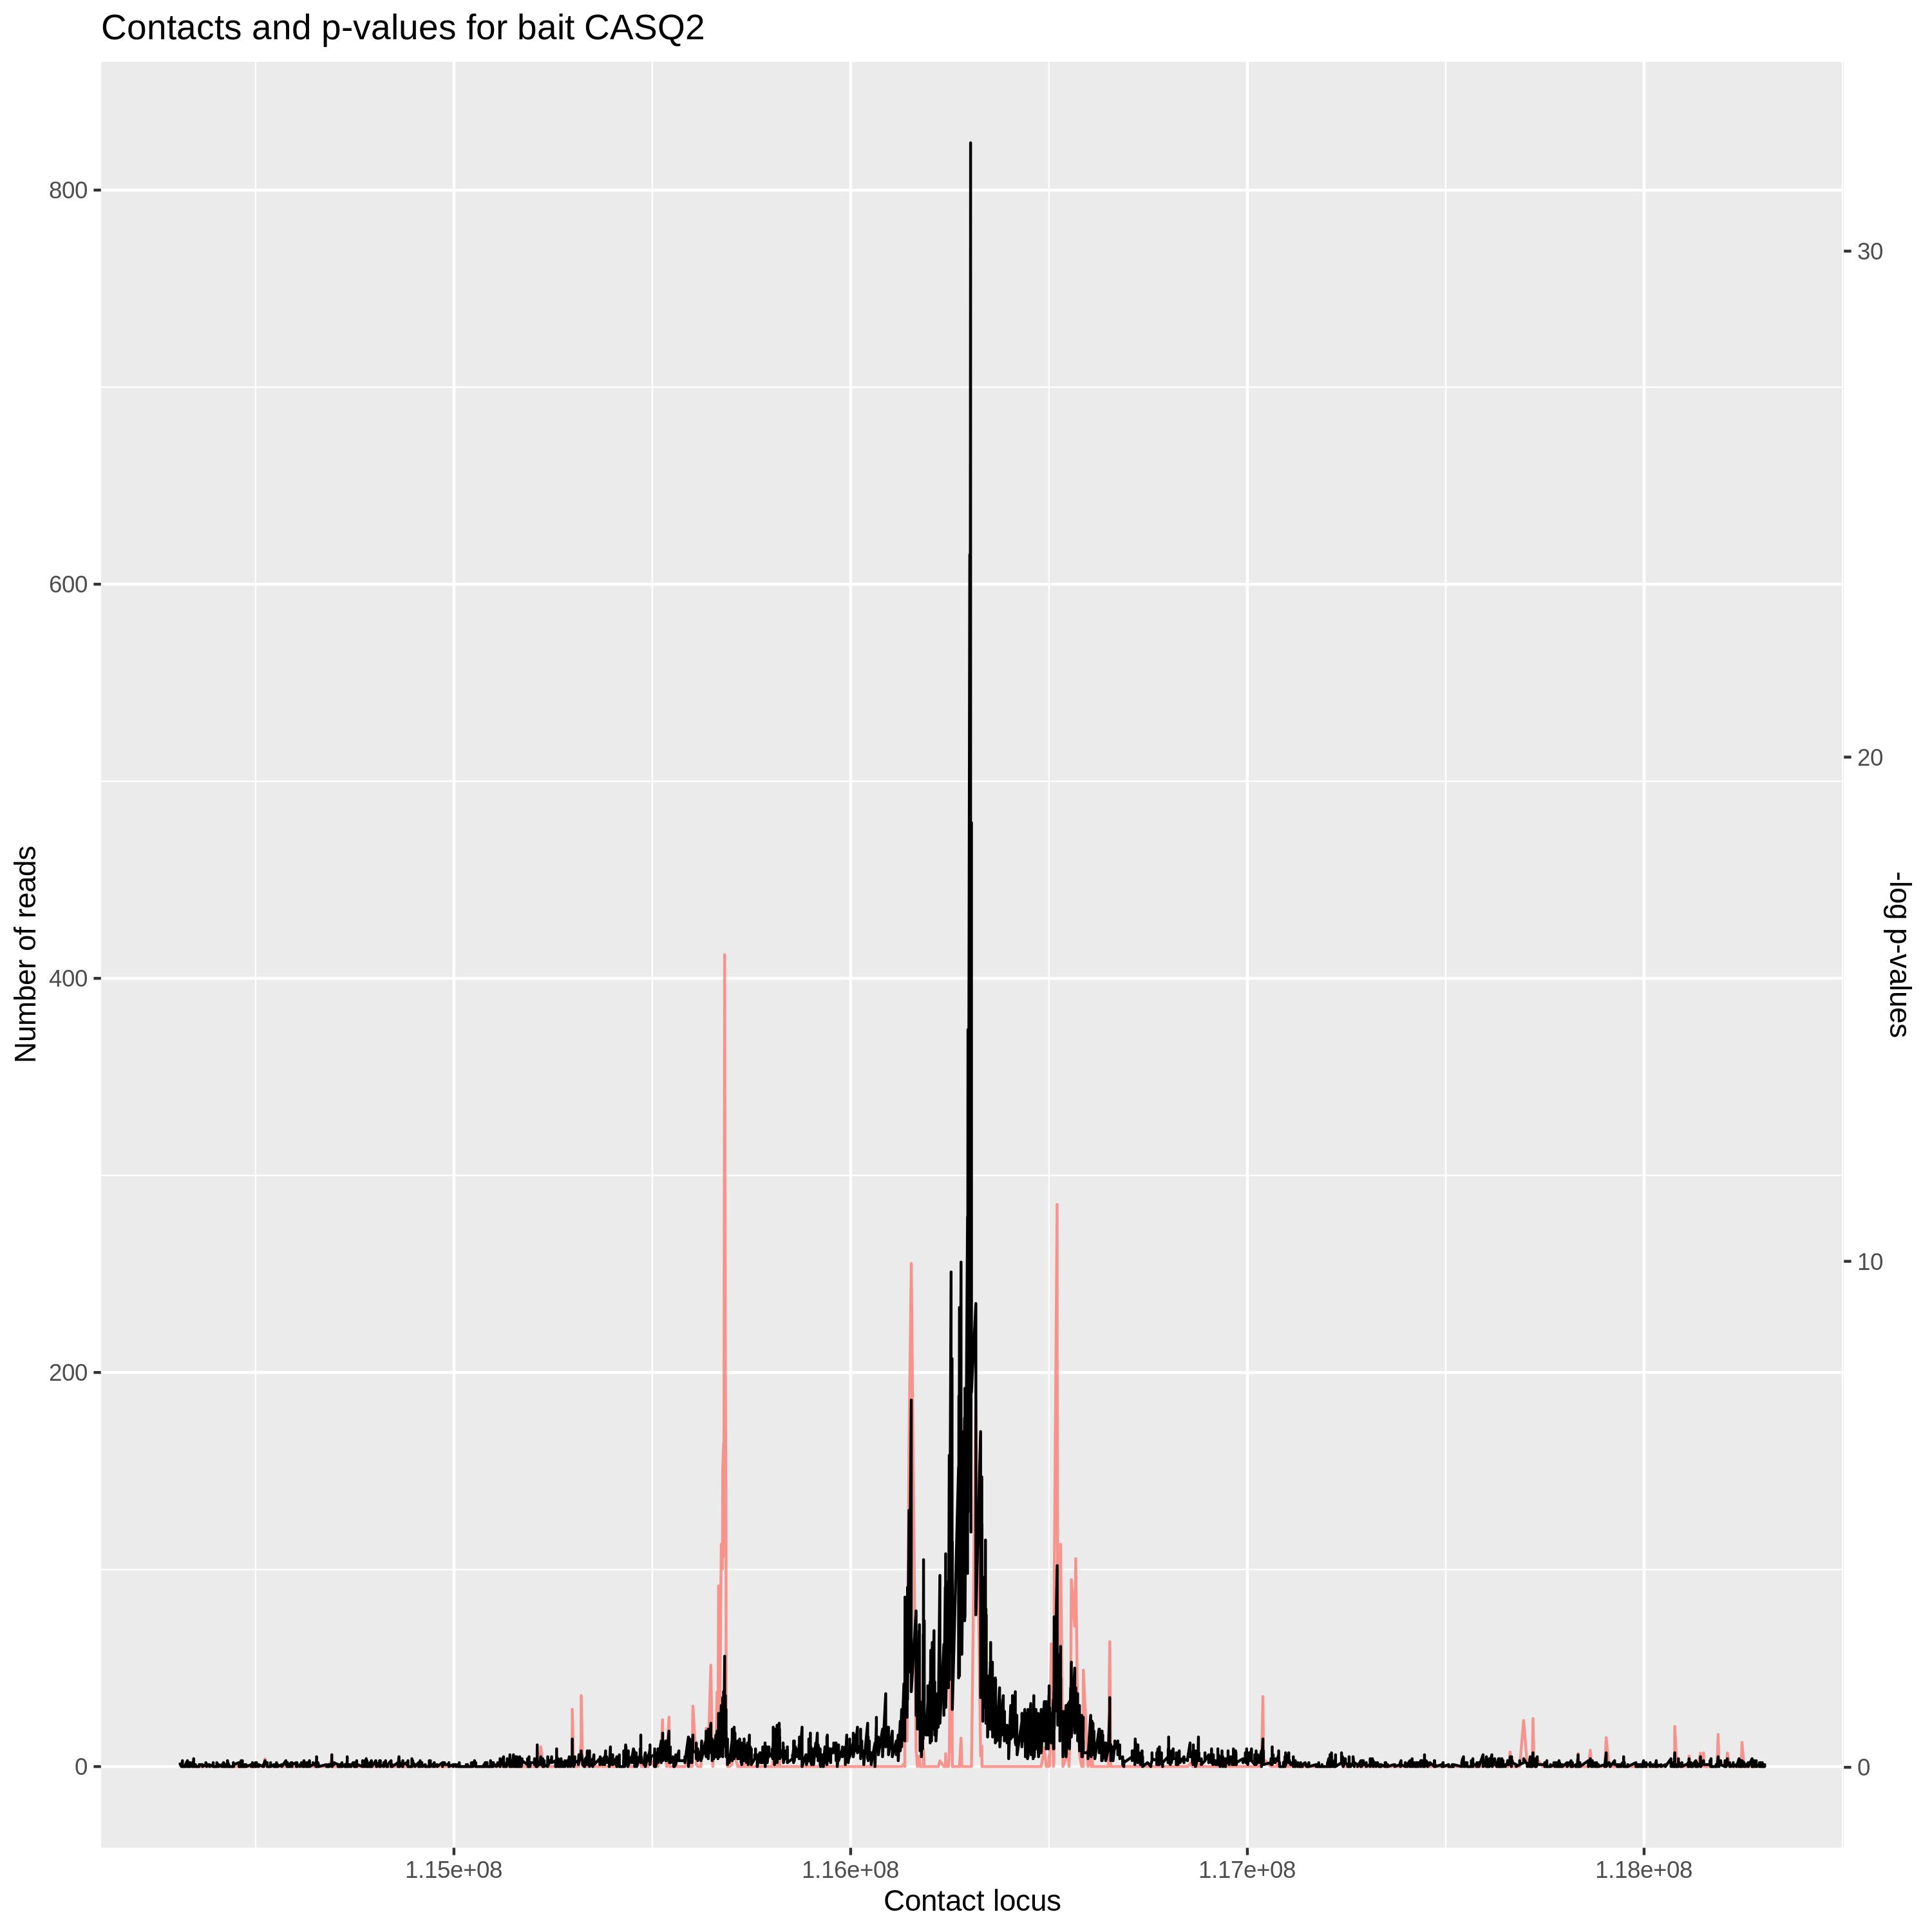 Contacts and p-values for bait CASQ2
800
600
400
200
0
Number of reads
30
20
10
0
-log p-values
1.15e+08
1.16e+08
1.17e+08
1.18e+08
Contact locus